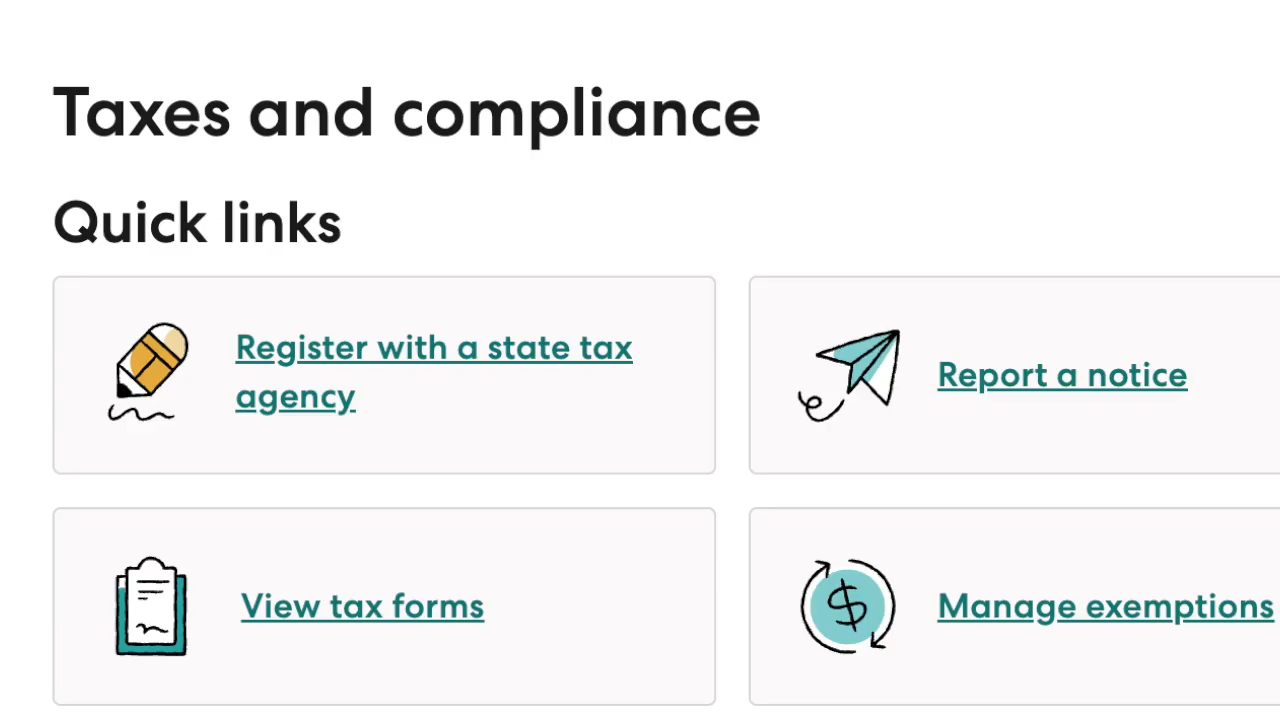 Taxes and compliance
Quick links
Register with a state tax
agency
Report a notice
View tax forms
Manage exemptions